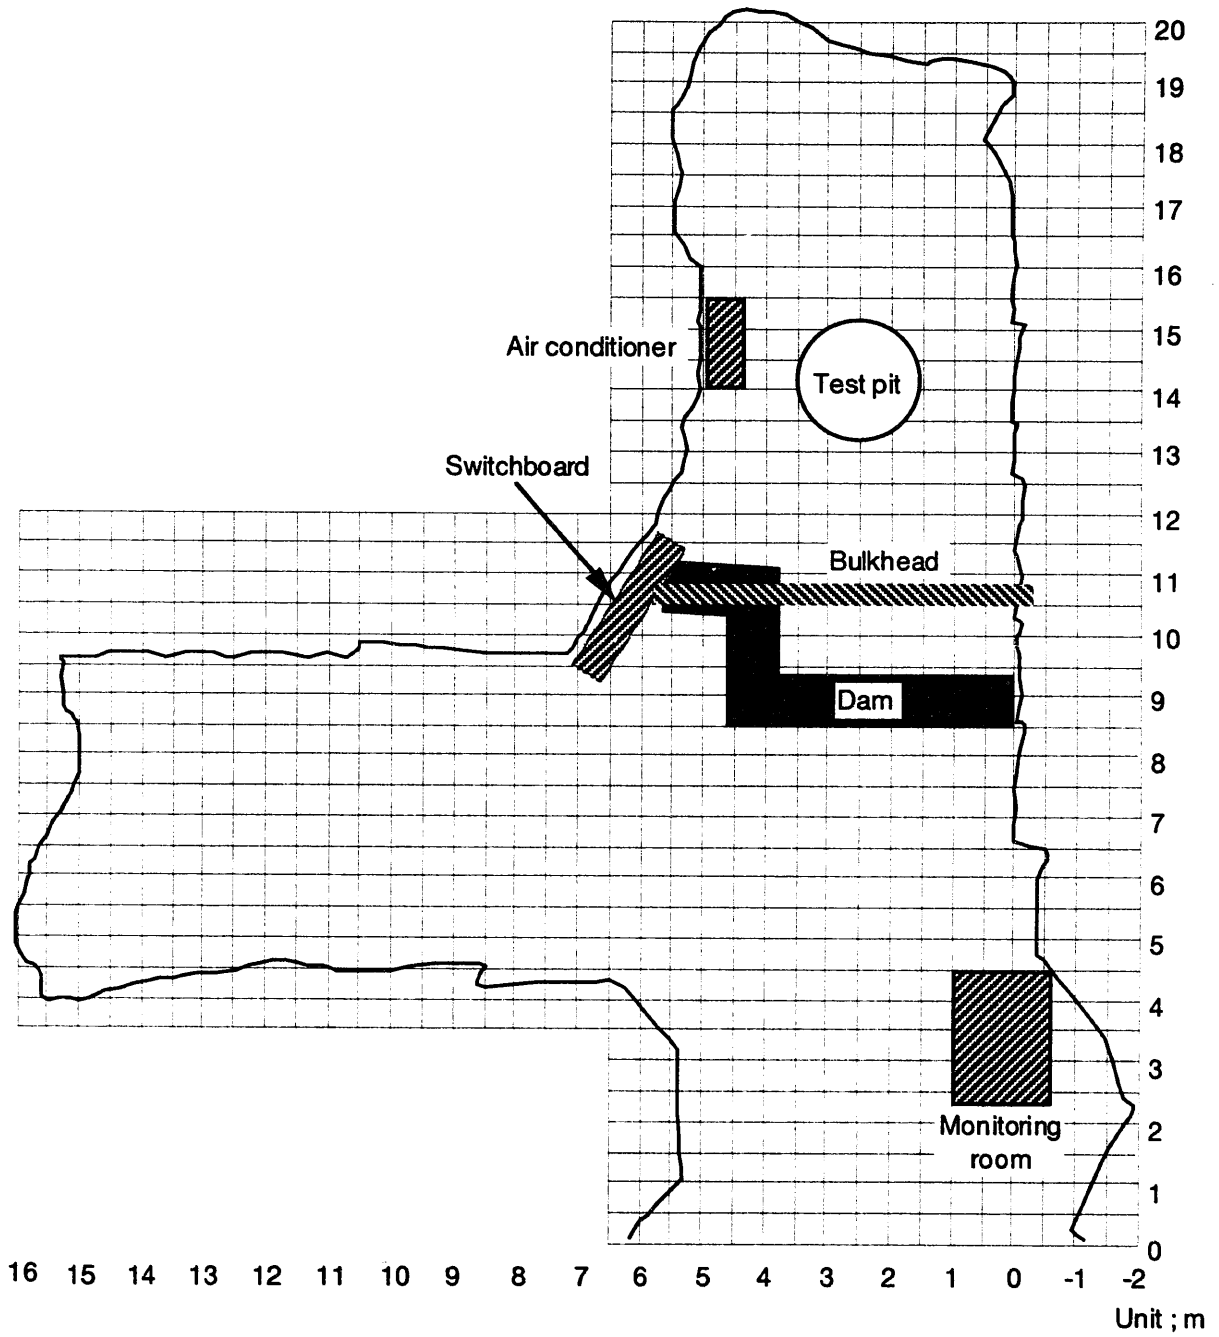 20
19
18
17
16
15
Air conditioner
Test pit
14
13
Switchboard
12
Bulkhead
11
10
Dam
9
8
7
6
5
4
3
Monitoring
room
2
1
0
16 15 14 13 12 11 10 9 8 7 6 5 4 3 2 1 0 -1 -2
Unit ; m